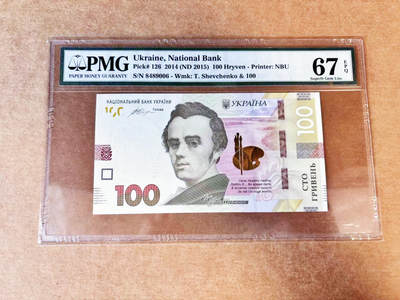 PMG
PAPER MONEY GUARANTY
Ukraine, National Bank
Pick# 126 2014 (ND 2015) 100 Hryven - Printer: NBU
S/N 8489006 - Wmk: T. Shevchenko & 100
67 EPQ
Superb Gem Unc
НАЦІОНАЛЬНИЙ БАНК УКРАЇНИ
Голова
УКРАЇНА
100
100
СТО
ГРИВЕНЬ